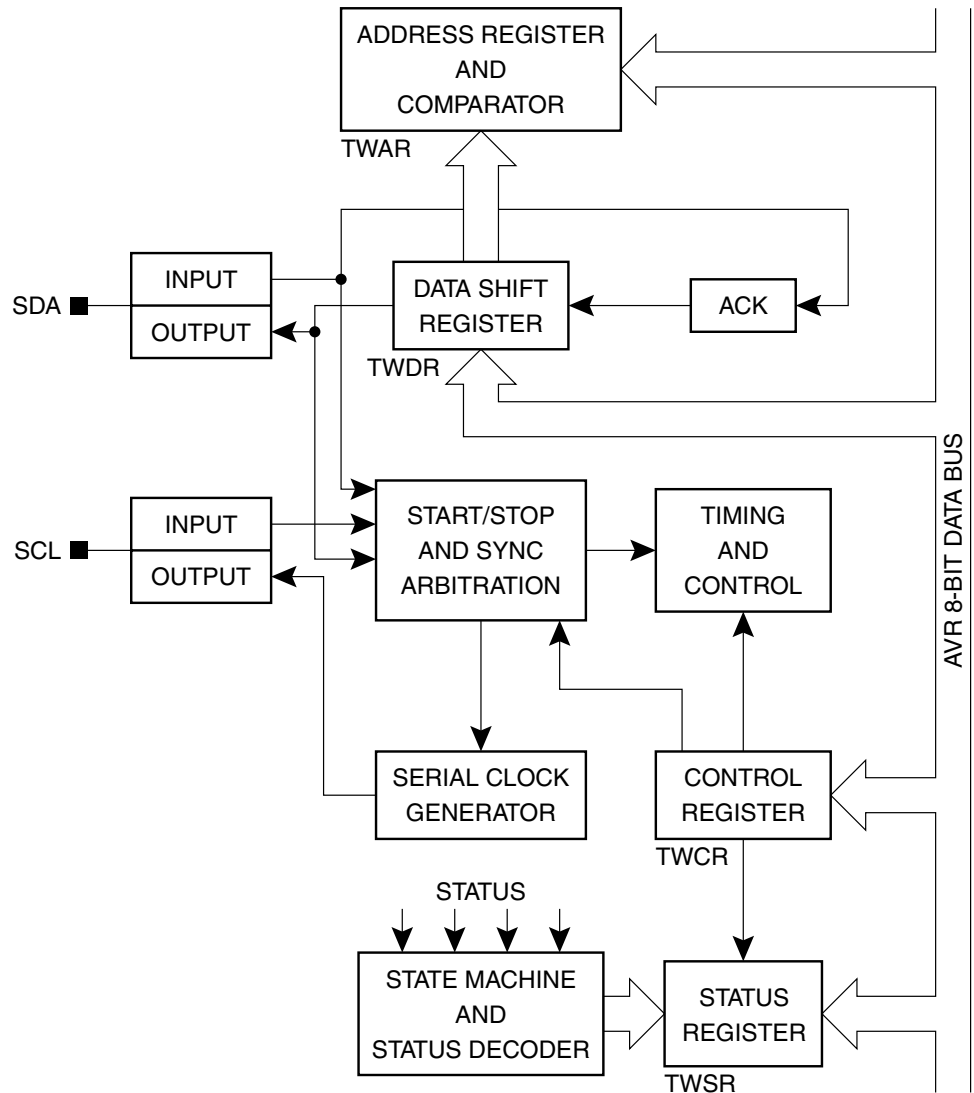 ADDRESS REGISTER
AND
COMPARATOR
TWAR
INPUT
SDA
OUTPUT
DATA SHIFT
REGISTER
TWDR
ACK
INPUT
SCL
OUTPUT
START/STOP
AND SYNC
ARBITRATION
TIMING
AND
CONTROL
AVR 8-BIT DATA BUS
SERIAL CLOCK
GENERATOR
CONTROL
REGISTER
TWCR
STATUS
STATE MACHINE
AND
STATUS DECODER
STATUS
REGISTER
TWSR